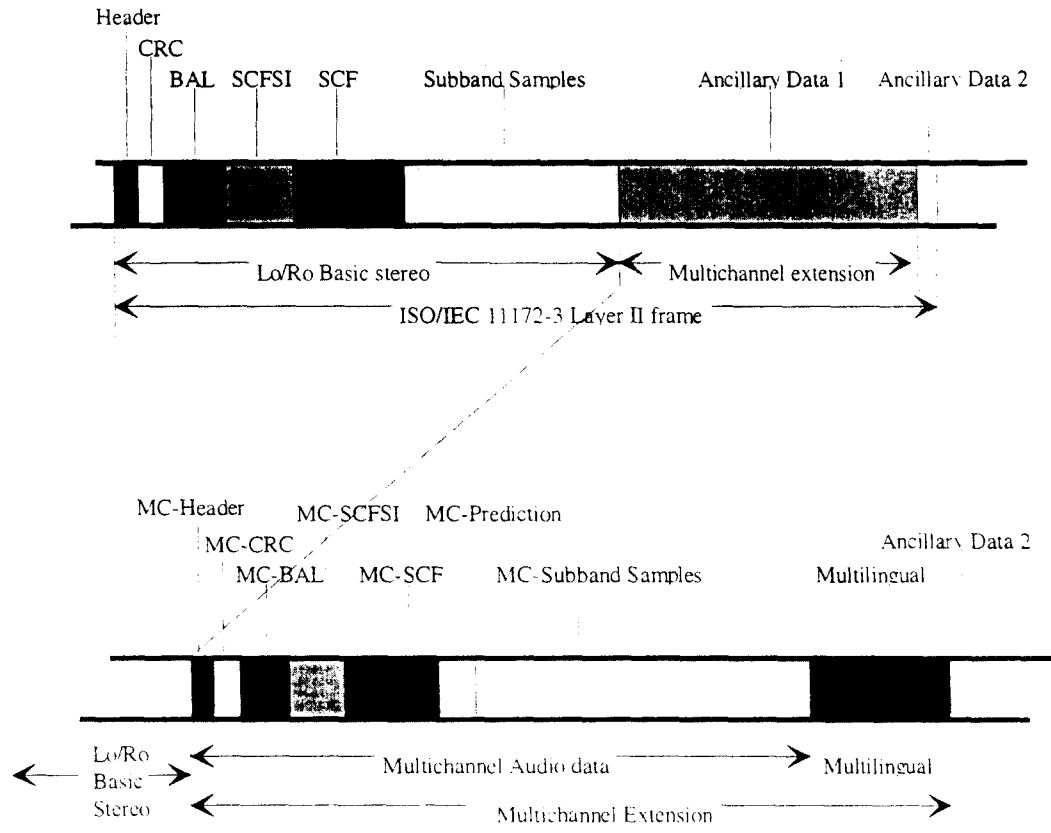 Header
CRC
BAL SCFSI SCF Subband Samples Ancillary Data 1 Ancillary Data 2
Lo/Ro Basic stereo Multichannel extension
ISO/IEC 11172-3 Layer II frame
MC-Header MC-SCFSI MC-Prediction
MC-CRC Ancillary Data 2
MC-BAL MC-SCF MC-Subband Samples Multilingual
Lo/Ro
Basic
Stereo
Multichannel Audio data Multilingual
Multichannel Extension